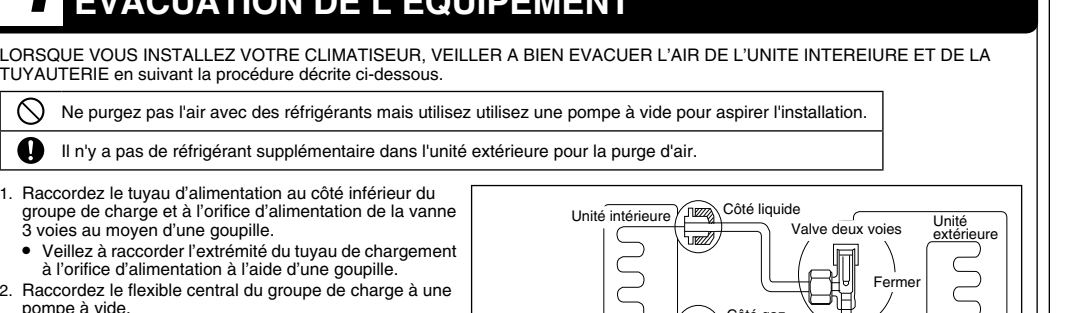 EVACUATION DE L'EQUIPEMENT
LORSQUE VOUS INSTALLEZ VOTRE CLIMATISEUR, VEILLER A BIEN EVACUER L'AIR DE L'UNITE INTEREIURE ET DE LA
TUYAUTERIE en suivant la procédure décrite ci-dessous.
Ne purgez pas l'air avec des réfrigérants mais utilisez utilisez une pompe à vide pour aspirer l'installation.
Il n'y a pas de réfrigérant supplémentaire dans l'unité extérieure pour la purge d'air.
1. Raccordez le tuyau d'alimentation au côté inférieur du
groupe de charge et à l'orifice d'alimentation de la vanne
3 voies au moyen d'une goupille.
• Veillez à raccorder l'extrémité du tuyau de chargement
à l'orifice d'alimentation à l'aide d'une goupille.
2. Raccordez le flexible central du groupe de charge à une
pompe à vide.
Unité intérieure
Côté liquide
Valve deux voies
Unité
extérieure
Fermer
Côté gaz